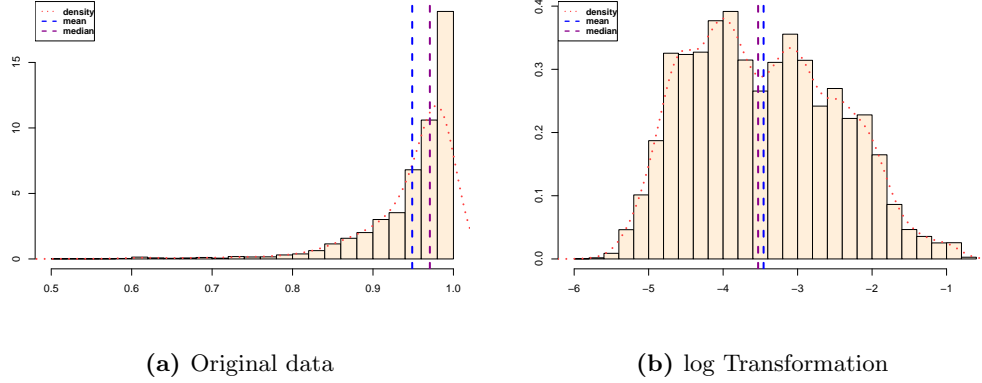 density
mean
median
15
10
5
0
0.5 0.6 0.7 0.8 0.9 1.0
(a) Original data
density
mean
median
0.4
0.3
0.2
0.1
0.0
−6 −5 −4 −3 −2 −1
(b) log Transformation